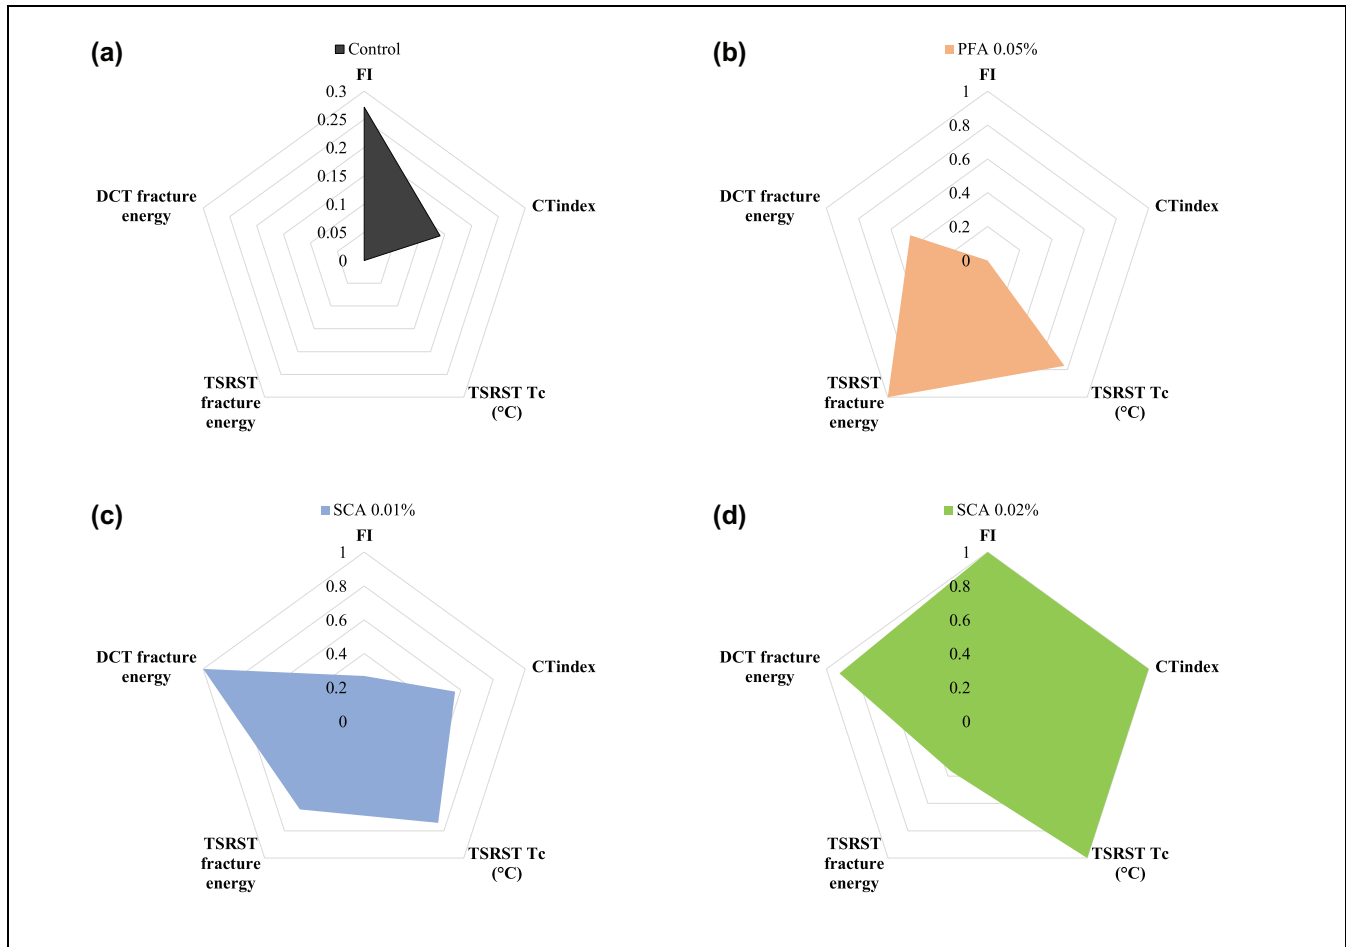 (a)
Control
FI
0.3
0.25
0.2
0.15
0.1
0.05
0
CTindex
TSRST Tc
(°C)
TSRST
fracture
energy
DCT fracture
energy
(b)
PFA 0.05%
FI
1
0.8
0.6
0.4
0.2
0
CTindex
TSRST Tc
(°C)
TSRST
fracture
energy
DCT fracture
energy
(c)
SCA 0.01%
FI
1
0.8
0.6
0.4
0.2
0
CTindex
TSRST Tc
(°C)
TSRST
fracture
energy
DCT fracture
energy
(d)
SCA 0.02%
FI
1
0.8
0.6
0.4
0.2
0
CTindex
TSRST Tc
(°C)
TSRST
fracture
energy
DCT fracture
energy